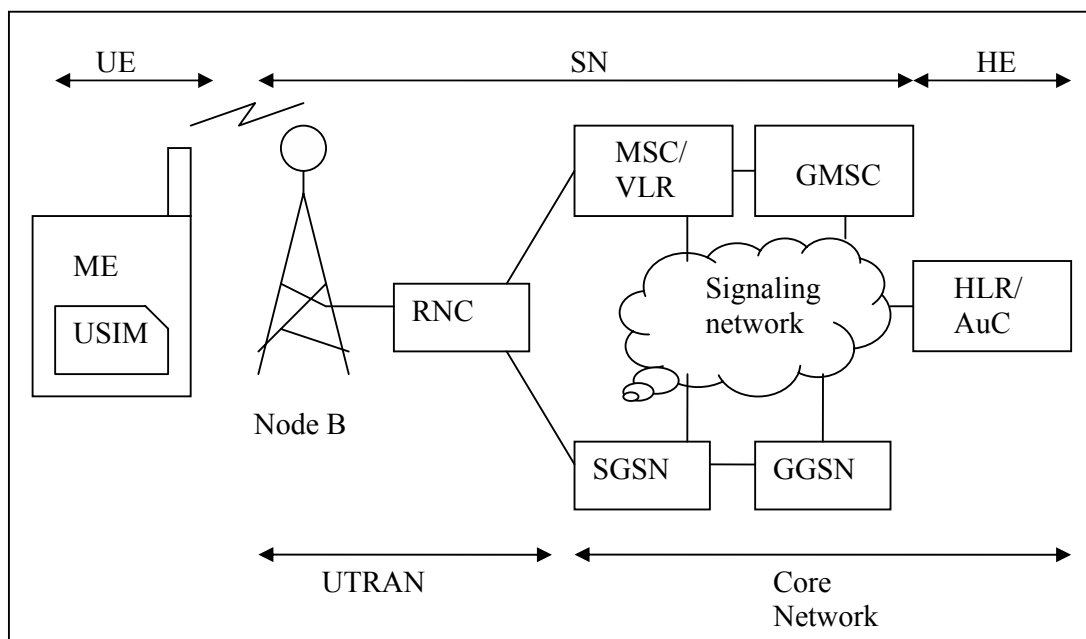 UE
SN
HE
MSC/
VLR
GMSC
ME
USIM
RNC
Signaling
network
HLR/
AuC
Node B
SGSN
GGSN
UTRAN
Core
Network